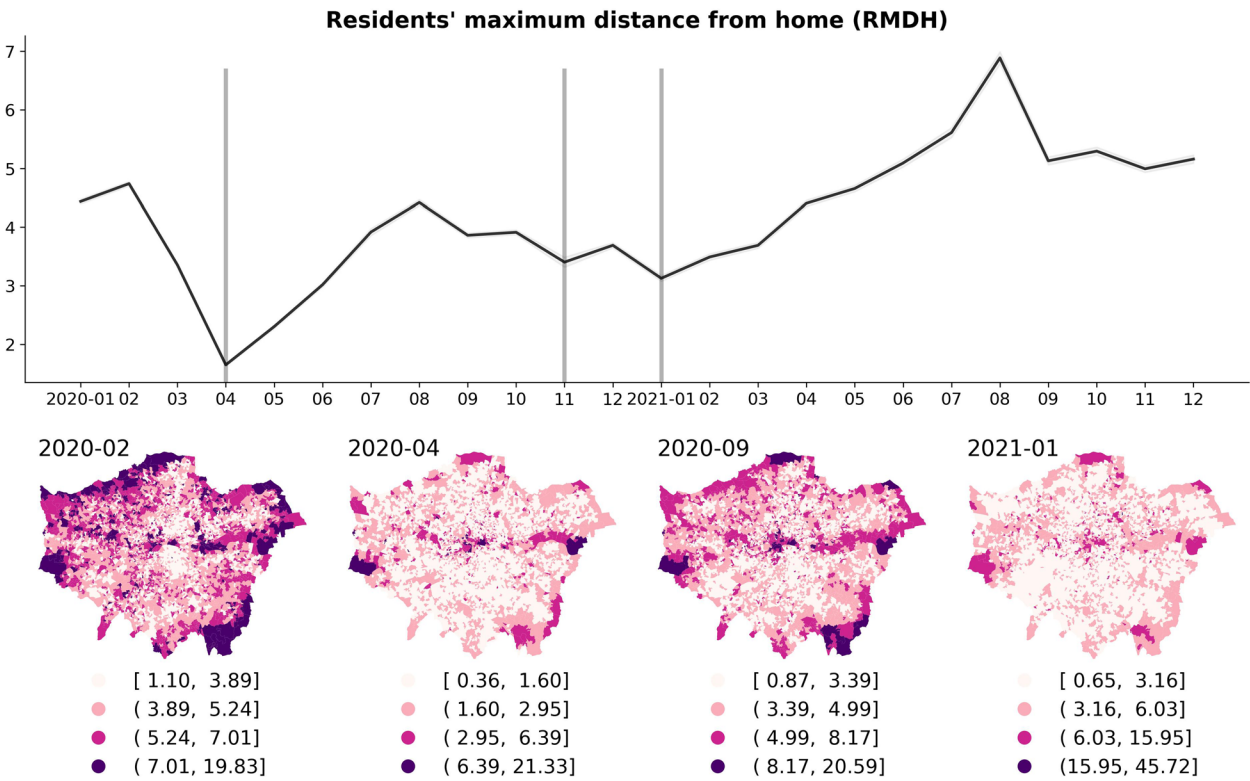 Residents' maximum distance from home (RMDH)
7
6
5
4
3
2
2020-01 02 03 04 05 06 07 08 09 10 11 12 2021-01 02 03 04 05 06 07 08 09 10 11 12
2020-02 2020-04 2020-09 2021-01
[ 1.10, 3.89] [ 0.36, 1.60] [ 0.87, 3.39] [ 0.65, 3.16]
( 3.89, 5.24] ( 1.60, 2.95] ( 3.39, 4.99] ( 3.16, 6.03]
( 5.24, 7.01] ( 2.95, 6.39] ( 4.99, 8.17] ( 6.03, 15.95]
( 7.01, 19.83] ( 6.39, 21.33] ( 8.17, 20.59] (15.95, 45.72]